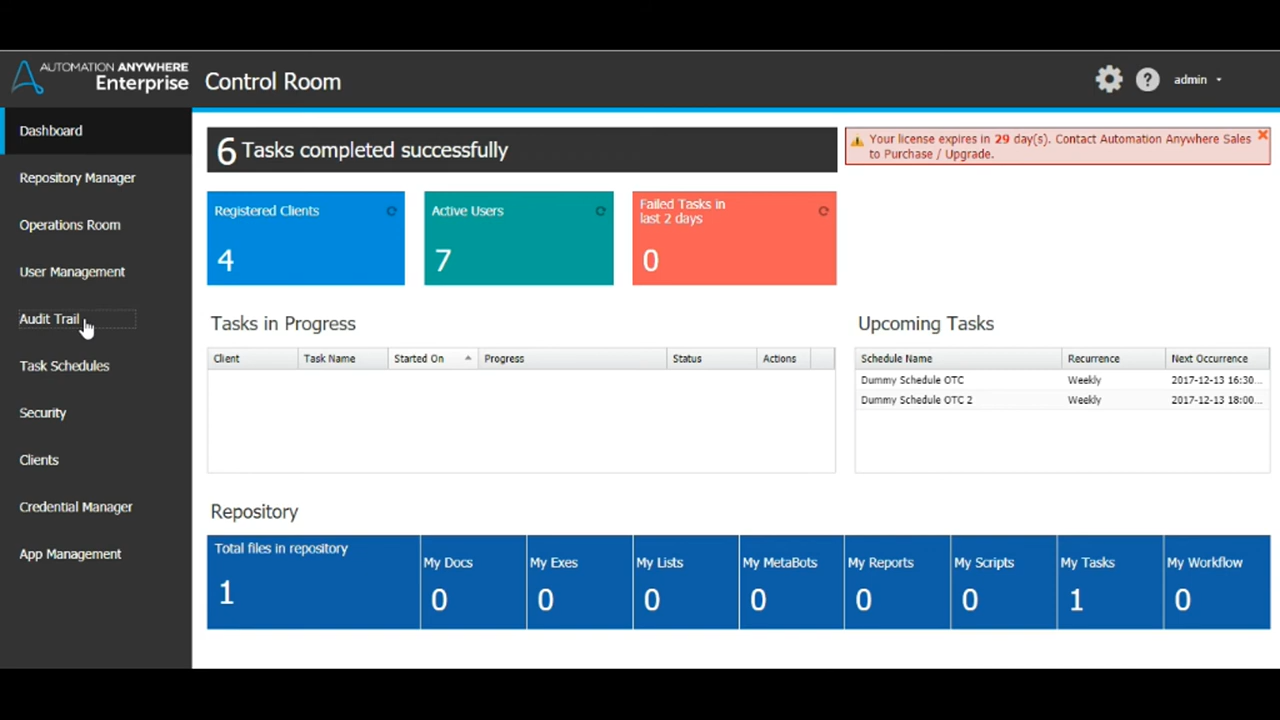 AUTOMATION ANYWHERE
Enterprise
Control Room
admin
Dashboard
Repository Manager
Operations Room
User Management
Audit Trail
Task Schedules
Security
Clients
Credential Manager
App Management
6 Tasks completed successfully
Your license expires in 29 day(s). Contact Automation Anywhere Sales
to Purchase / Upgrade.
Registered Clients
4
Active Users
7
Failed Tasks in
last 2 days
0
Tasks in Progress
Client Task Name Started On Progress Status Actions
Upcoming Tasks
Schedule Name Recurrence Next Occurrence
Dummy Schedule OTC Weekly 2017-12-13 16:30...
Dummy Schedule OTC 2 Weekly 2017-12-13 18:00...
Repository
Total files in repository
1
My Docs
0
My Exes
0
My Lists
0
My MetaBots
0
My Reports
0
My Scripts
0
My Tasks
1
My Workflow
0